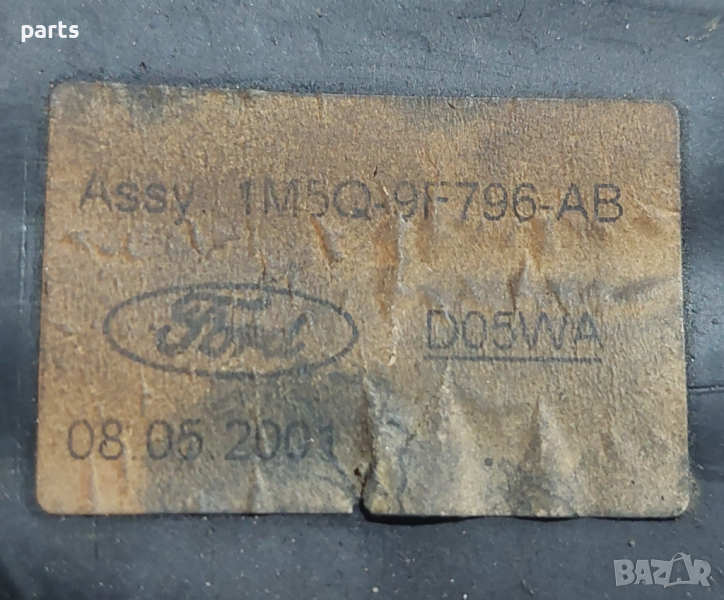 parts
Assy. 1M5Q-9F796-AB
Ford D05WA
08.05.2001
BAZAR